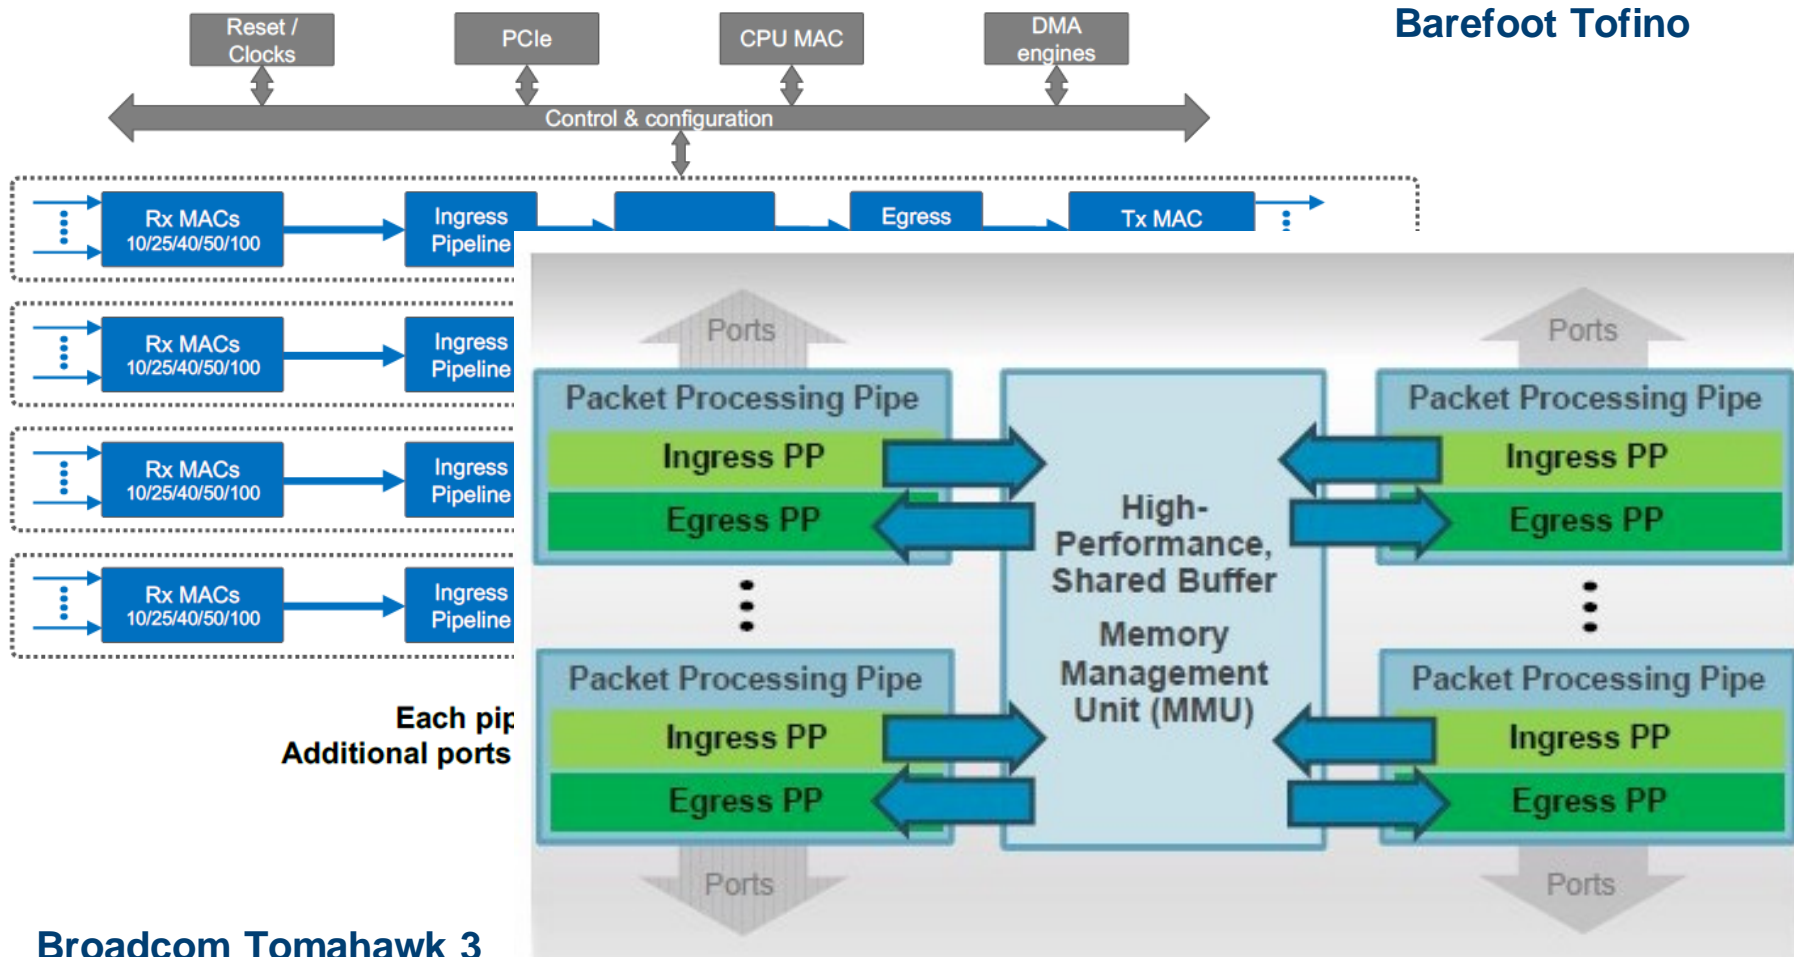 Barefoot Tofino
Reset /
Clocks
PCIe
CPU MAC
DMA
engines
Control & configuration
Rx MACs
10/25/40/50/100
Ingress
Pipeline
Egress
Tx MAC
Rx MACs
10/25/40/50/100
Ingress
Pipeline
Rx MACs
10/25/40/50/100
Ingress
Pipeline
Rx MACs
10/25/40/50/100
Ingress
Pipeline
Each pip
Additional ports
Ports
Packet Processing Pipe
Ingress PP
Egress PP
Packet Processing Pipe
Ingress PP
Egress PP
Ports
High-
Performance,
Shared Buffer
Memory
Management
Unit (MMU)
Ports
Packet Processing Pipe
Ingress PP
Egress PP
Packet Processing Pipe
Ingress PP
Egress PP
Ports
Broadcom Tomahawk 3